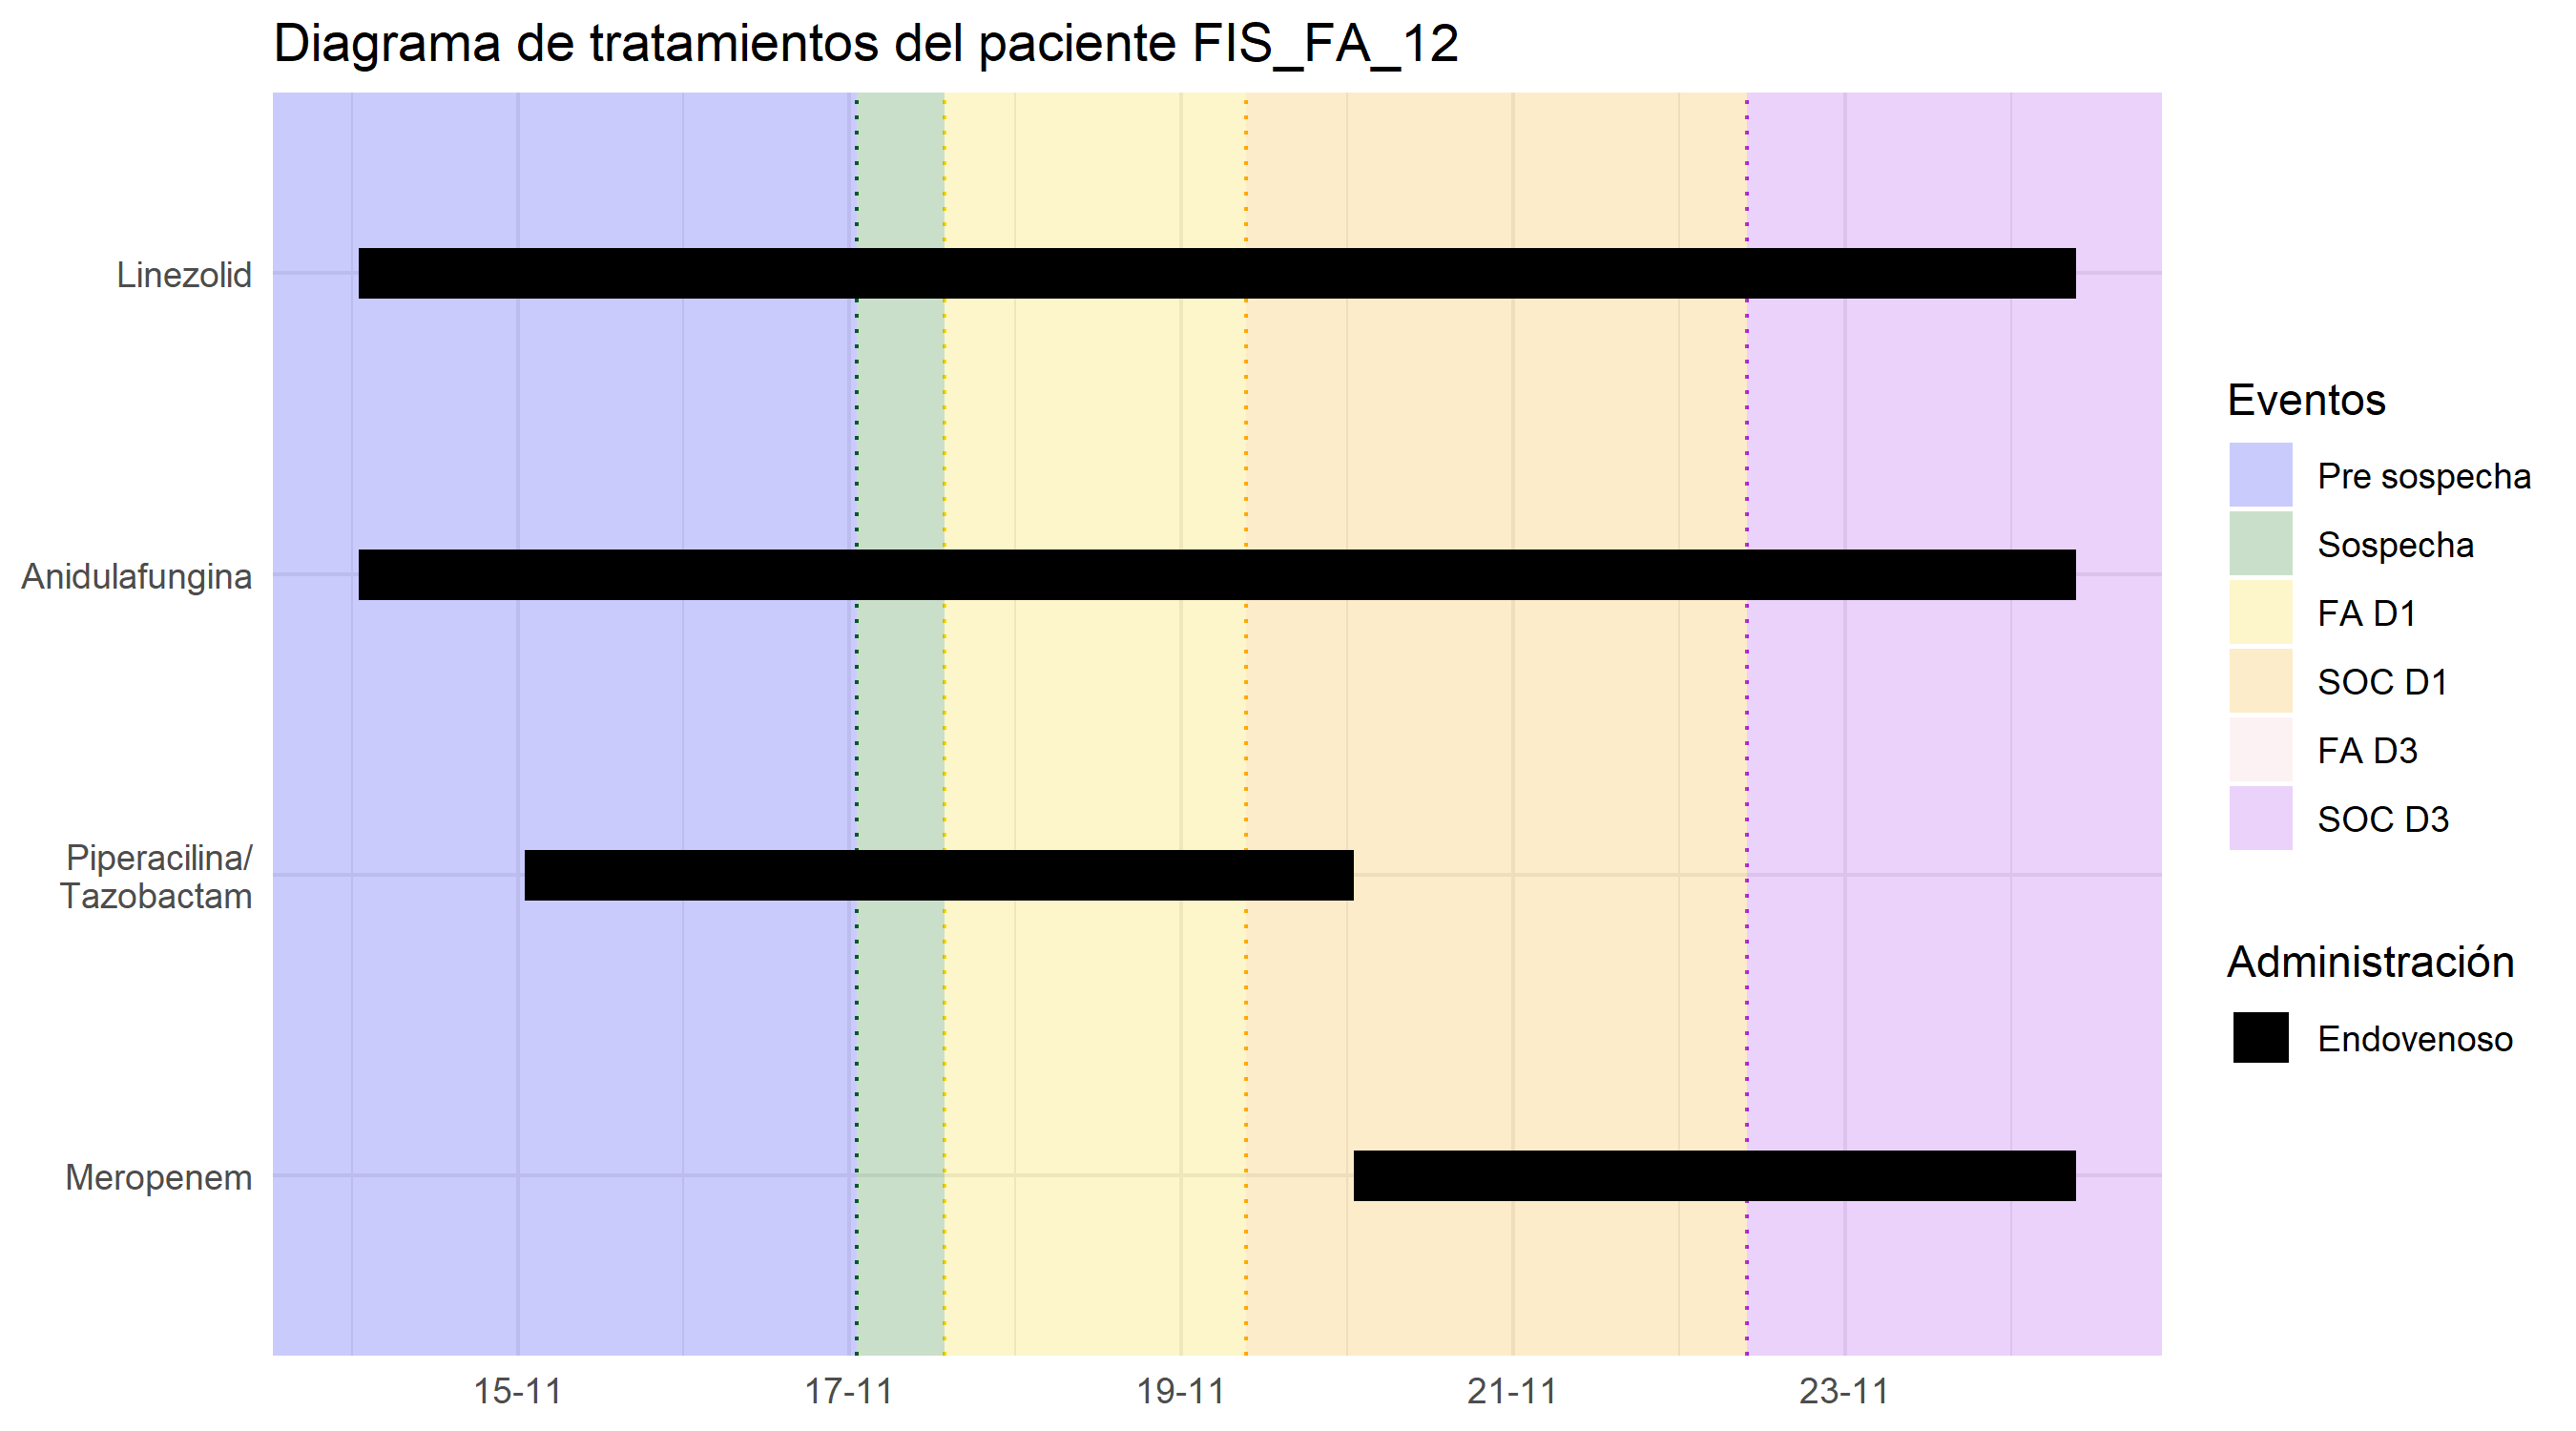 Diagrama de tratamientos del paciente FIS_FA_12
Linezolid
Anidulafungina
Piperacilina/
Tazobactam
Meropenem
15-11
17-11
19-11
21-11
23-11
Eventos
Pre sospecha
Sospecha
FA D1
SOC D1
FA D3
SOC D3
Administración
Endovenoso